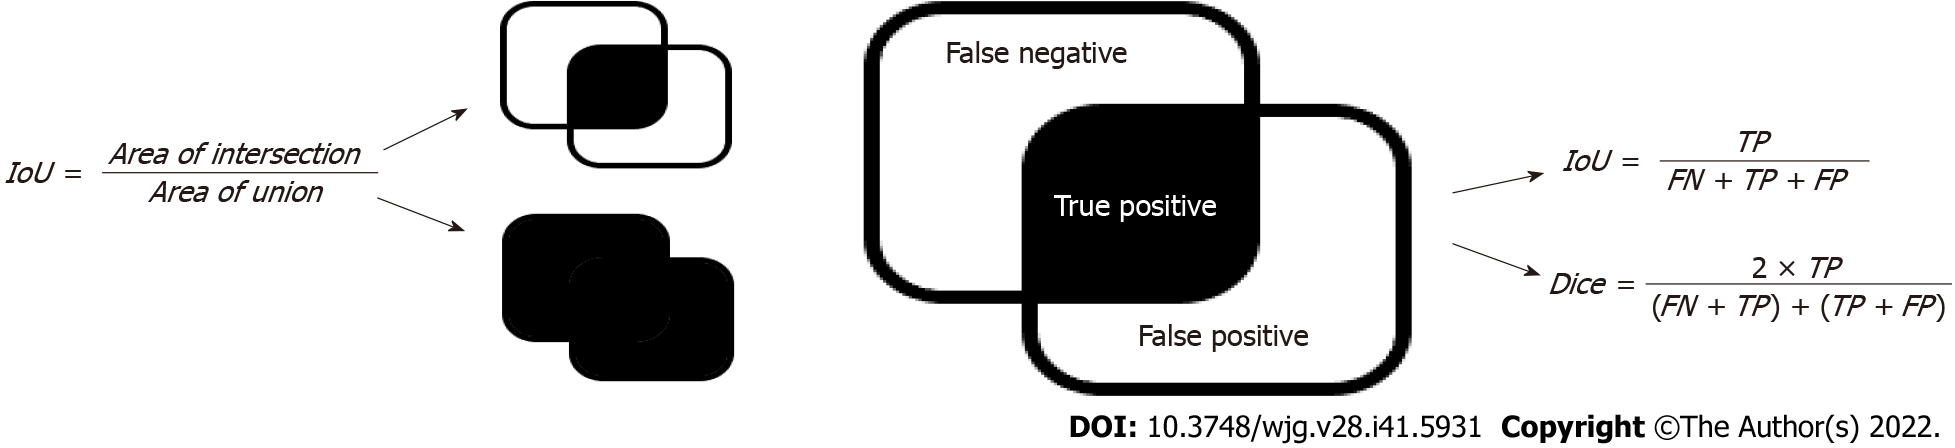 IoU = Area of intersection
Area of union
False negative
True positive
False positive
IoU = TP
FN + TP + FP
Dice = 2 × TP
(FN + TP) + (TP + FP)
DOI: 10.3748/wjg.v28.i41.5931 Copyright ©The Author(s) 2022.